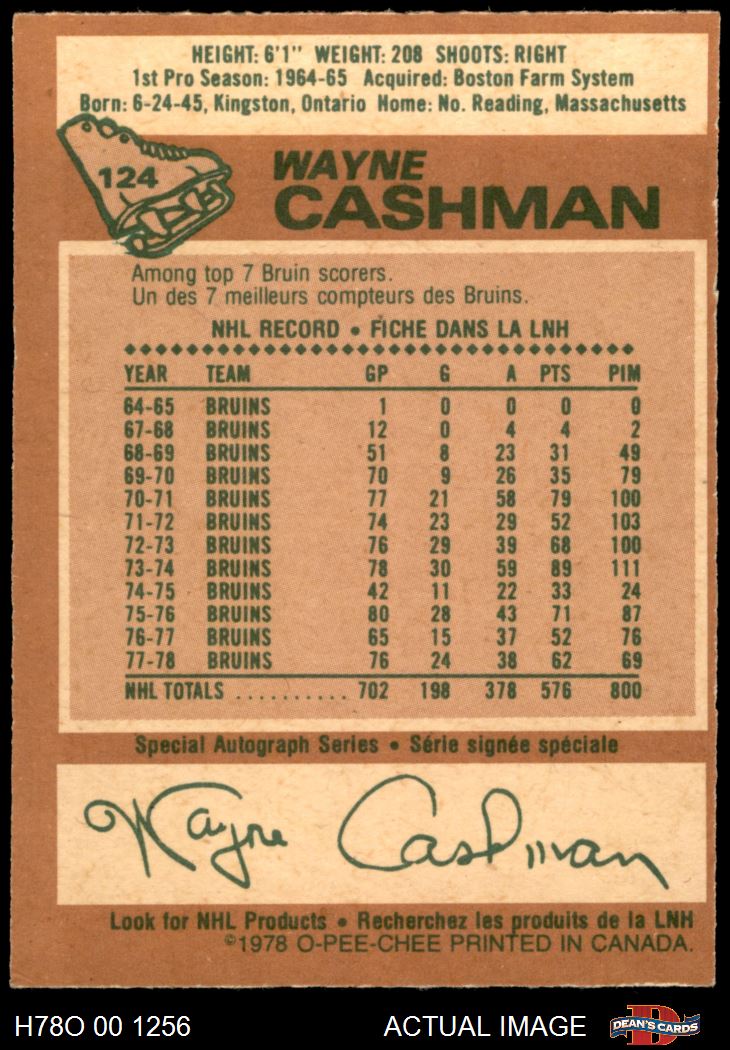 HEIGHT: 6'1" WEIGHT: 208 SHOOTS: RIGHT
1st Pro Season: 1964-65 Acquired: Boston Farm System
Born: 6-24-45, Kingston, Ontario Home: No. Reading, Massachusetts
124
WAYNE
CASHMAN
Among top 7 Bruin scorers.
Un des 7 meilleurs compteurs des Bruins.
NHL RECORD • FICHE DANS LA LNH
YEAR TEAM GP G A PTS PIM
64-65 BRUINS 1 0 0 0 0
67-68 BRUINS 12 0 4 4 2
68-69 BRUINS 51 8 23 31 49
69-70 BRUINS 70 9 26 35 79
70-71 BRUINS 77 21 58 79 100
71-72 BRUINS 74 23 29 52 103
72-73 BRUINS 76 29 39 68 100
73-74 BRUINS 78 30 59 89 111
74-75 BRUINS 42 11 22 33 24
75-76 BRUINS 80 28 43 71 87
76-77 BRUINS 65 15 37 52 76
77-78 BRUINS 76 24 38 62 69
NHL TOTALS .......... 702 198 378 576 800
Special Autograph Series • Série signée spéciale
Wayne Cashman
Look for NHL Products • Recherchez les produits de la LNH
©1978 O-PEE-CHEE PRINTED IN CANADA.
H78O 00 1256 ACTUAL IMAGE D DEAN'S CARDS